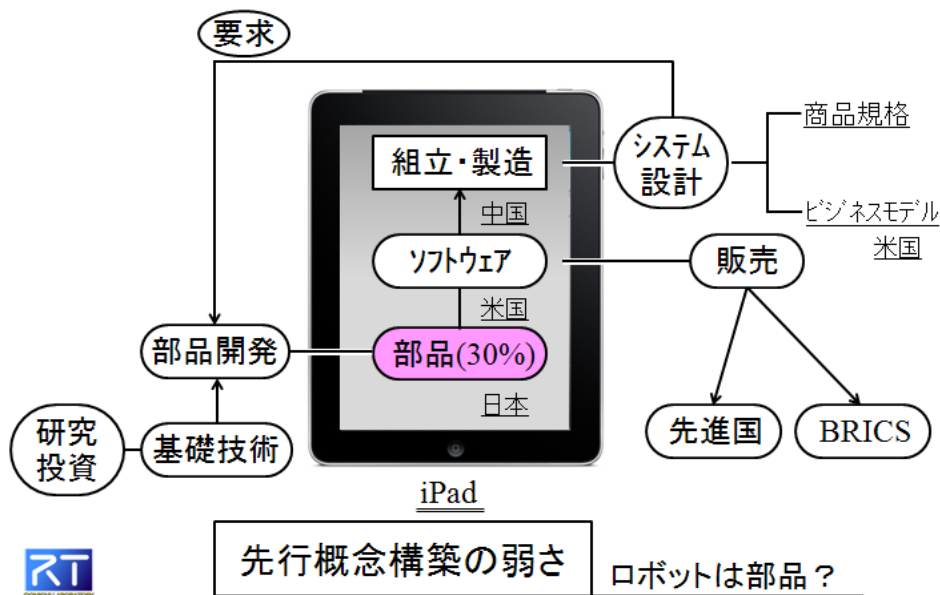 要求
組立・製造
システム
設計
商品規格
中国
ビジネスモデル
米国
ソフトウェア
販売
米国
部品開発
部品(30%)
日本
研究
投資
基礎技術
先進国
BRICS
iPad
先行概念構築の弱さ
ロボットは部品？
RT